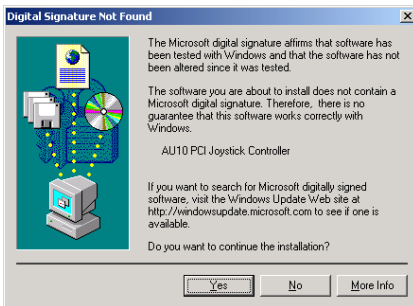 Digital Signature Not Found
The Microsoft digital signature affirms that software has
been tested with Windows and that the software has not
been altered since it was tested.
The software you are about to install does not contain a
Microsoft digital signature. Therefore, there is no
guarantee that this software works correctly with
Windows.
AU10 PCI Joystick Controller
If you want to search for Microsoft digitally signed
software, visit the Windows Update Web site at
http://windowsupdate.microsoft.com to see if one is
available.
Do you want to continue the installation?
Yes No More Info